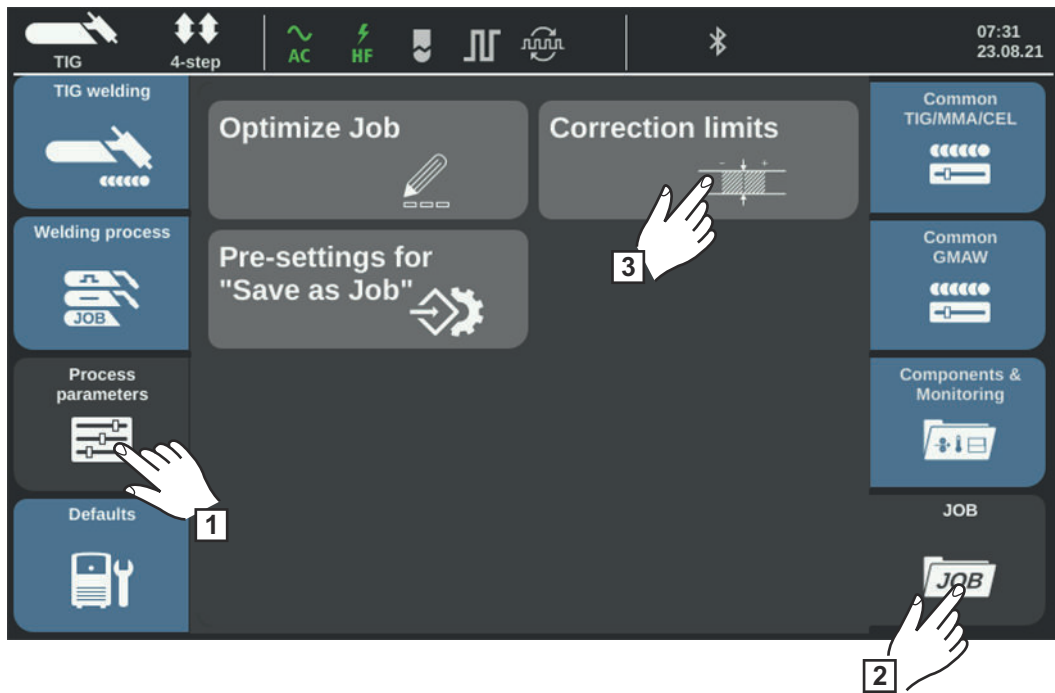 TIG
4-step
AC
HF
07:31
23.08.21
TIG welding
Welding process
JOB
Process
parameters
1
Defaults
Optimize Job
Correction limits
3
Pre-settings for
"Save as Job"
Common
TIG/MMA/CEL
Common
GMAW
Components &
Monitoring
JOB
JOB
2